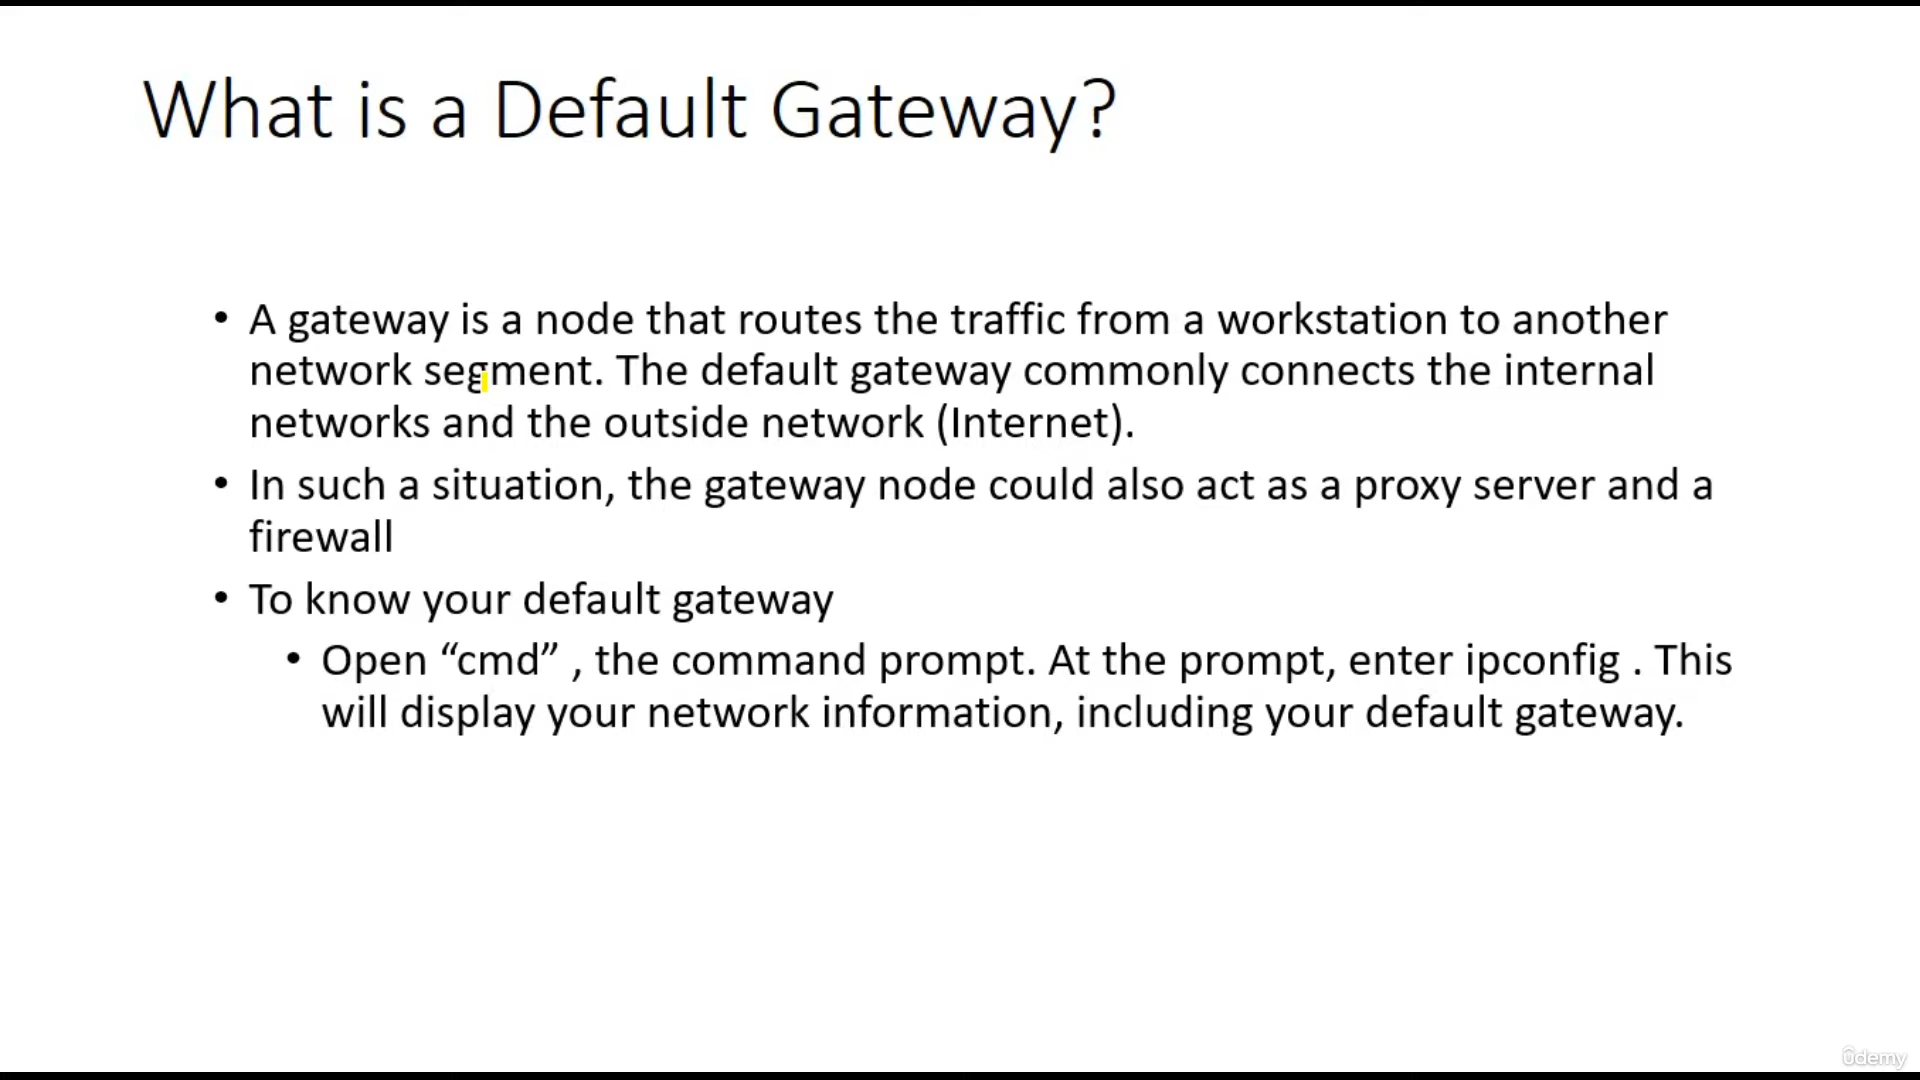 What is a Default Gateway?
• A gateway is a node that routes the traffic from a workstation to another
network segment. The default gateway commonly connects the internal
networks and the outside network (Internet).
• In such a situation, the gateway node could also act as a proxy server and a
firewall
• To know your default gateway
• Open “cmd” , the command prompt. At the prompt, enter ipconfig . This
will display your network information, including your default gateway.
ûdemy